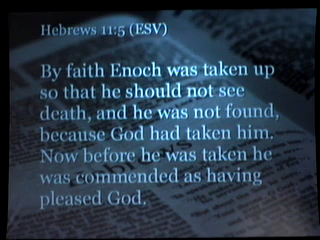 Hebrews 11:5 (ESV)
By faith Enoch was taken up
so that he should not see
death, and he was not found,
because God had taken him.
Now before he was taken he
was commended as having
pleased God.